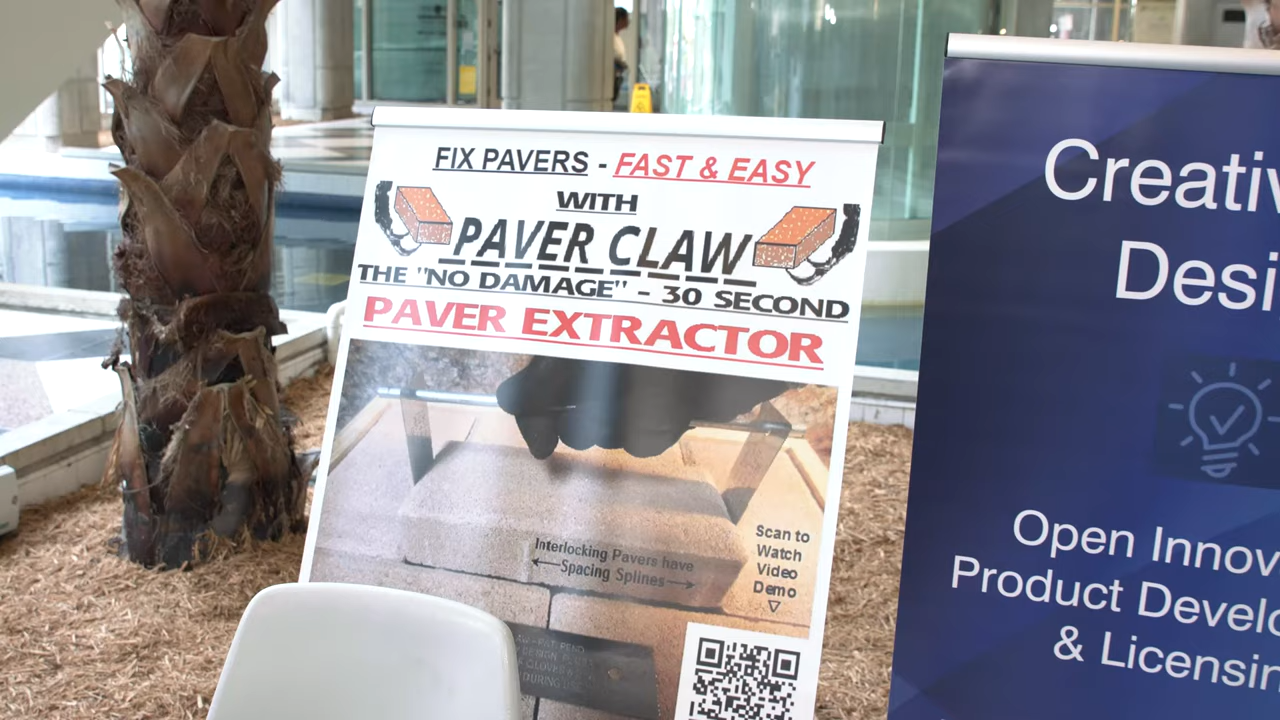 FIX PAVERS - FAST & EASY
WITH
PAVER CLAW
THE "NO DAMAGE" - 30 SECOND
PAVER EXTRACTOR
Interlocking Pavers have
Spacing Splines
Scan to
Watch
Video
Demo
Creativ
Desi
Open Innov
Product Develo
& Licensin